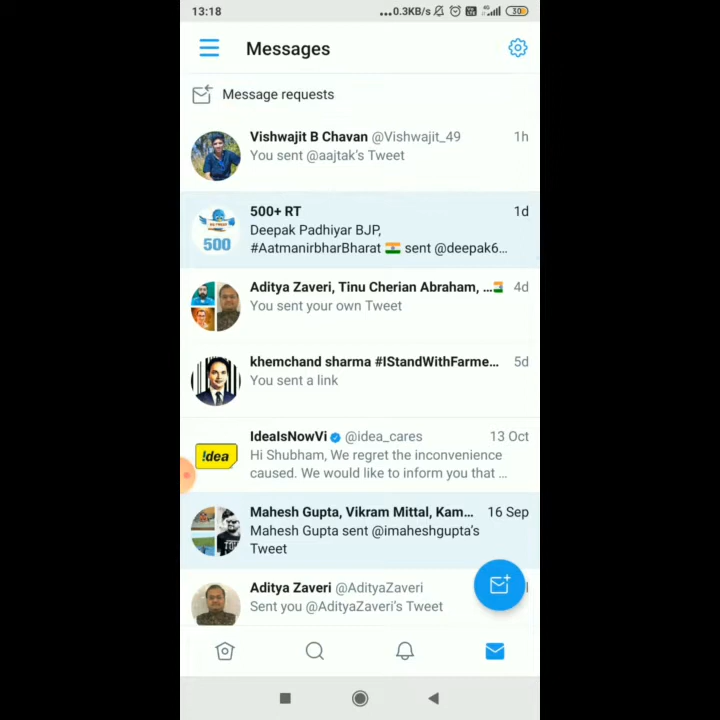 13:18
...0.3KB/s 4G 30
Messages
Message requests
Vishwajit B Chavan @Vishwajit_49 1h
You sent @aajtak's Tweet
500+ RT 1d
Deepak Padhiyar BJP,
#AatmanirbharBharat 🇮🇳 sent @deepak6...
500
Aditya Zaveri, Tinu Cherian Abraham, ...🇮🇳 4d
You sent your own Tweet
khemchand sharma #IStandWithFarme... 5d
You sent a link
IdeaIsNowVi @idea_cares 13 Oct
!dea
Hi Shubham, We regret the inconvenience
caused. We would like to inform you that ...
Mahesh Gupta, Vikram Mittal, Kam... 16 Sep
Mahesh Gupta sent @imaheshgupta's
Tweet
Aditya Zaveri @AdityaZaveri
Sent you @AdityaZaveri's Tweet